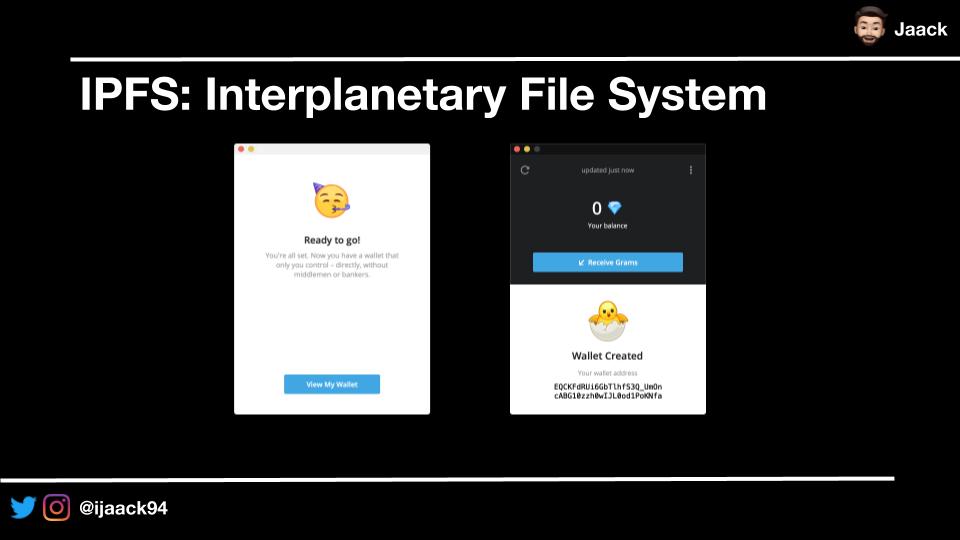 Jaack
IPFS: Interplanetary File System
Ready to go!
You're all set. Now you have a wallet that
only you control – directly, without
middlemen or bankers.
View My Wallet
updated just now
0
Your balance
Receive Grams
Wallet Created
Your wallet address
EQCKFdRUi6GbTlhfS3Q_UmOn
cABG10zzh0wIJL0od1PoKNfa
@ijaack94